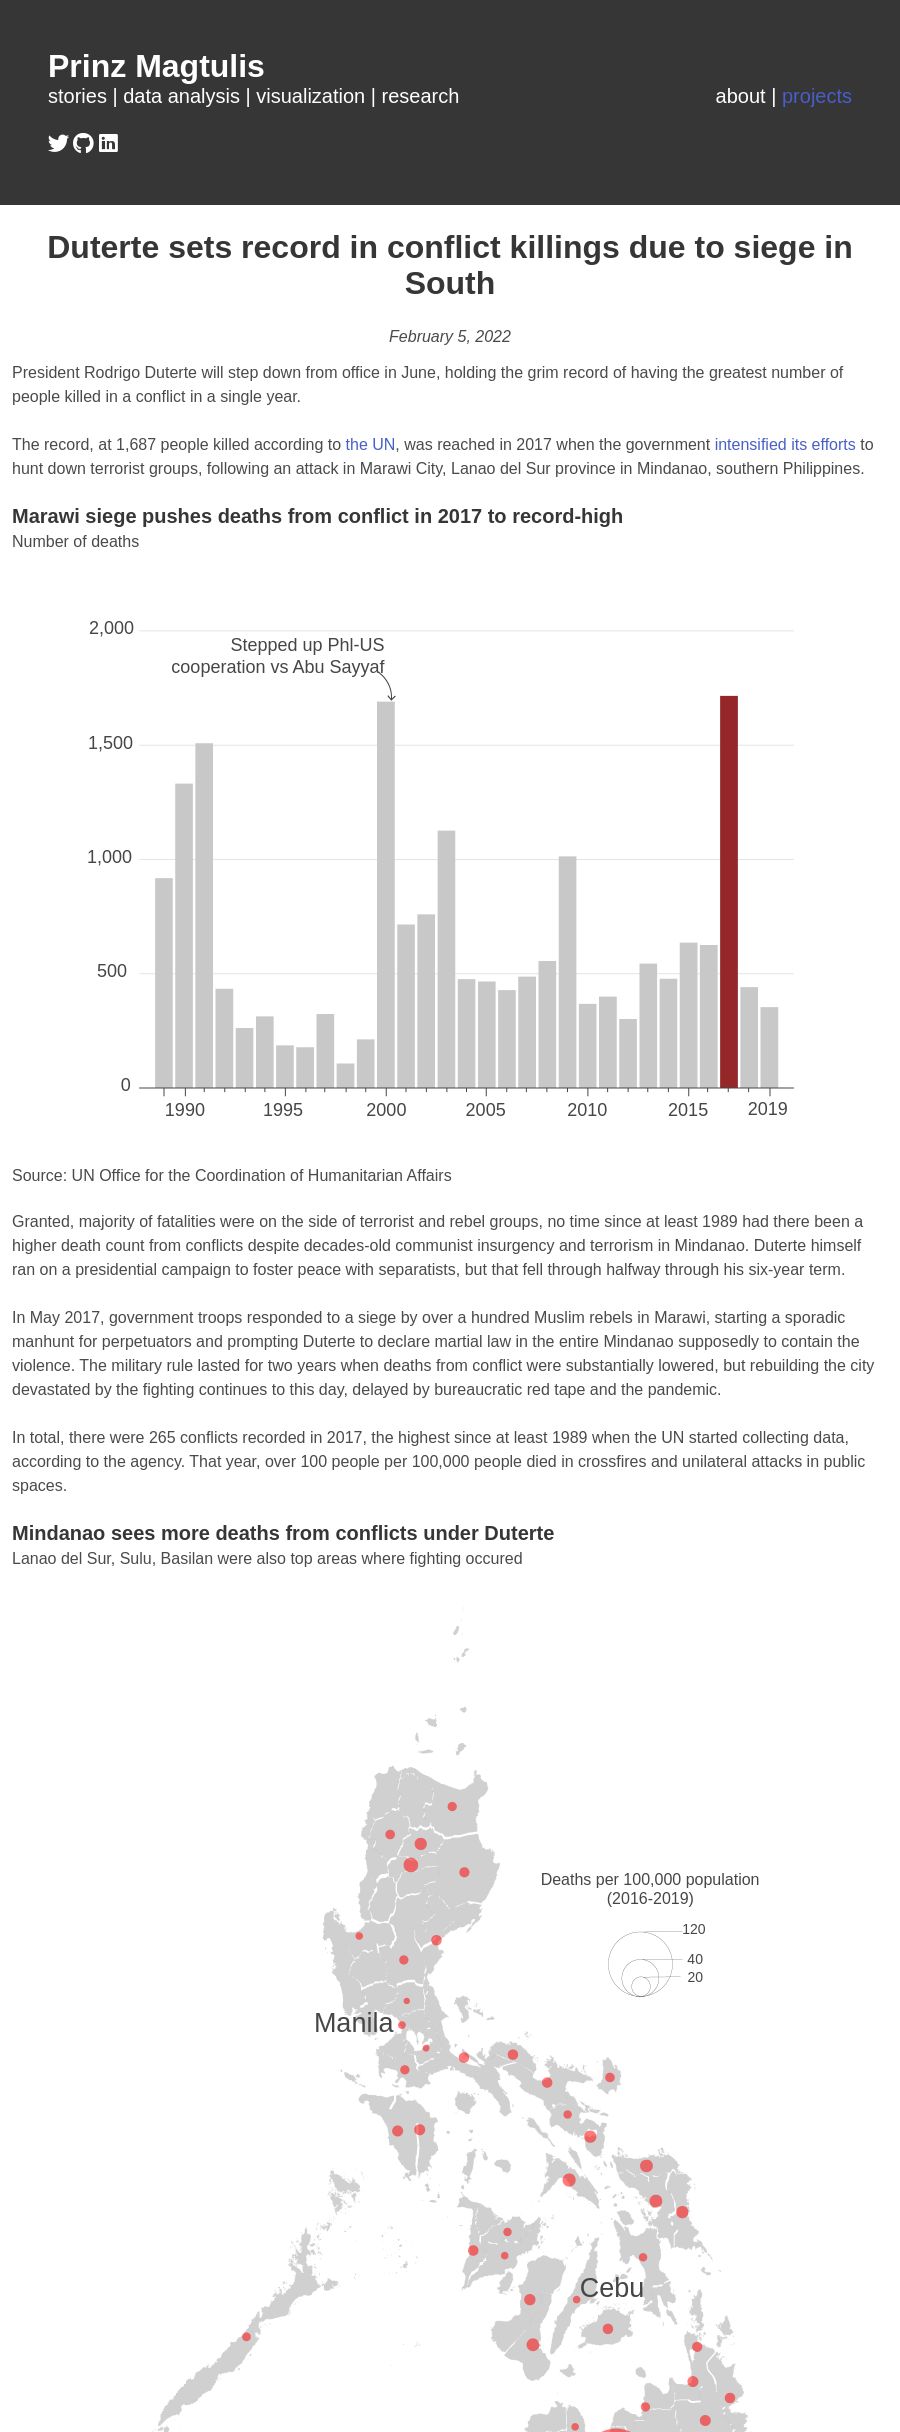 Prinz Magtulis
stories | data analysis | visualization | research
about | projects
Duterte sets record in conflict killings due to siege in
South
February 5, 2022
President Rodrigo Duterte will step down from office in June, holding the grim record of having the greatest number of
people killed in a conflict in a single year.
The record, at 1,687 people killed according to the UN, was reached in 2017 when the government intensified its efforts to
hunt down terrorist groups, following an attack in Marawi City, Lanao del Sur province in Mindanao, southern Philippines.
Marawi siege pushes deaths from conflict in 2017 to record-high
Number of deaths
2,000
Stepped up Phl-US
cooperation vs Abu Sayyaf
1,500
1,000
500
0
1990 1995 2000 2005 2010 2015 2019
Source: UN Office for the Coordination of Humanitarian Affairs
Granted, majority of fatalities were on the side of terrorist and rebel groups, no time since at least 1989 had there been a
higher death count from conflicts despite decades-old communist insurgency and terrorism in Mindanao. Duterte himself
ran on a presidential campaign to foster peace with separatists, but that fell through halfway through his six-year term.
In May 2017, government troops responded to a siege by over a hundred Muslim rebels in Marawi, starting a sporadic
manhunt for perpetuators and prompting Duterte to declare martial law in the entire Mindanao supposedly to contain the
violence. The military rule lasted for two years when deaths from conflict were substantially lowered, but rebuilding the city
devastated by the fighting continues to this day, delayed by bureaucratic red tape and the pandemic.
In total, there were 265 conflicts recorded in 2017, the highest since at least 1989 when the UN started collecting data,
according to the agency. That year, over 100 people per 100,000 people died in crossfires and unilateral attacks in public
spaces.
Mindanao sees more deaths from conflicts under Duterte
Lanao del Sur, Sulu, Basilan were also top areas where fighting occured
Deaths per 100,000 population
(2016-2019)
120
40
20
Manila
Cebu